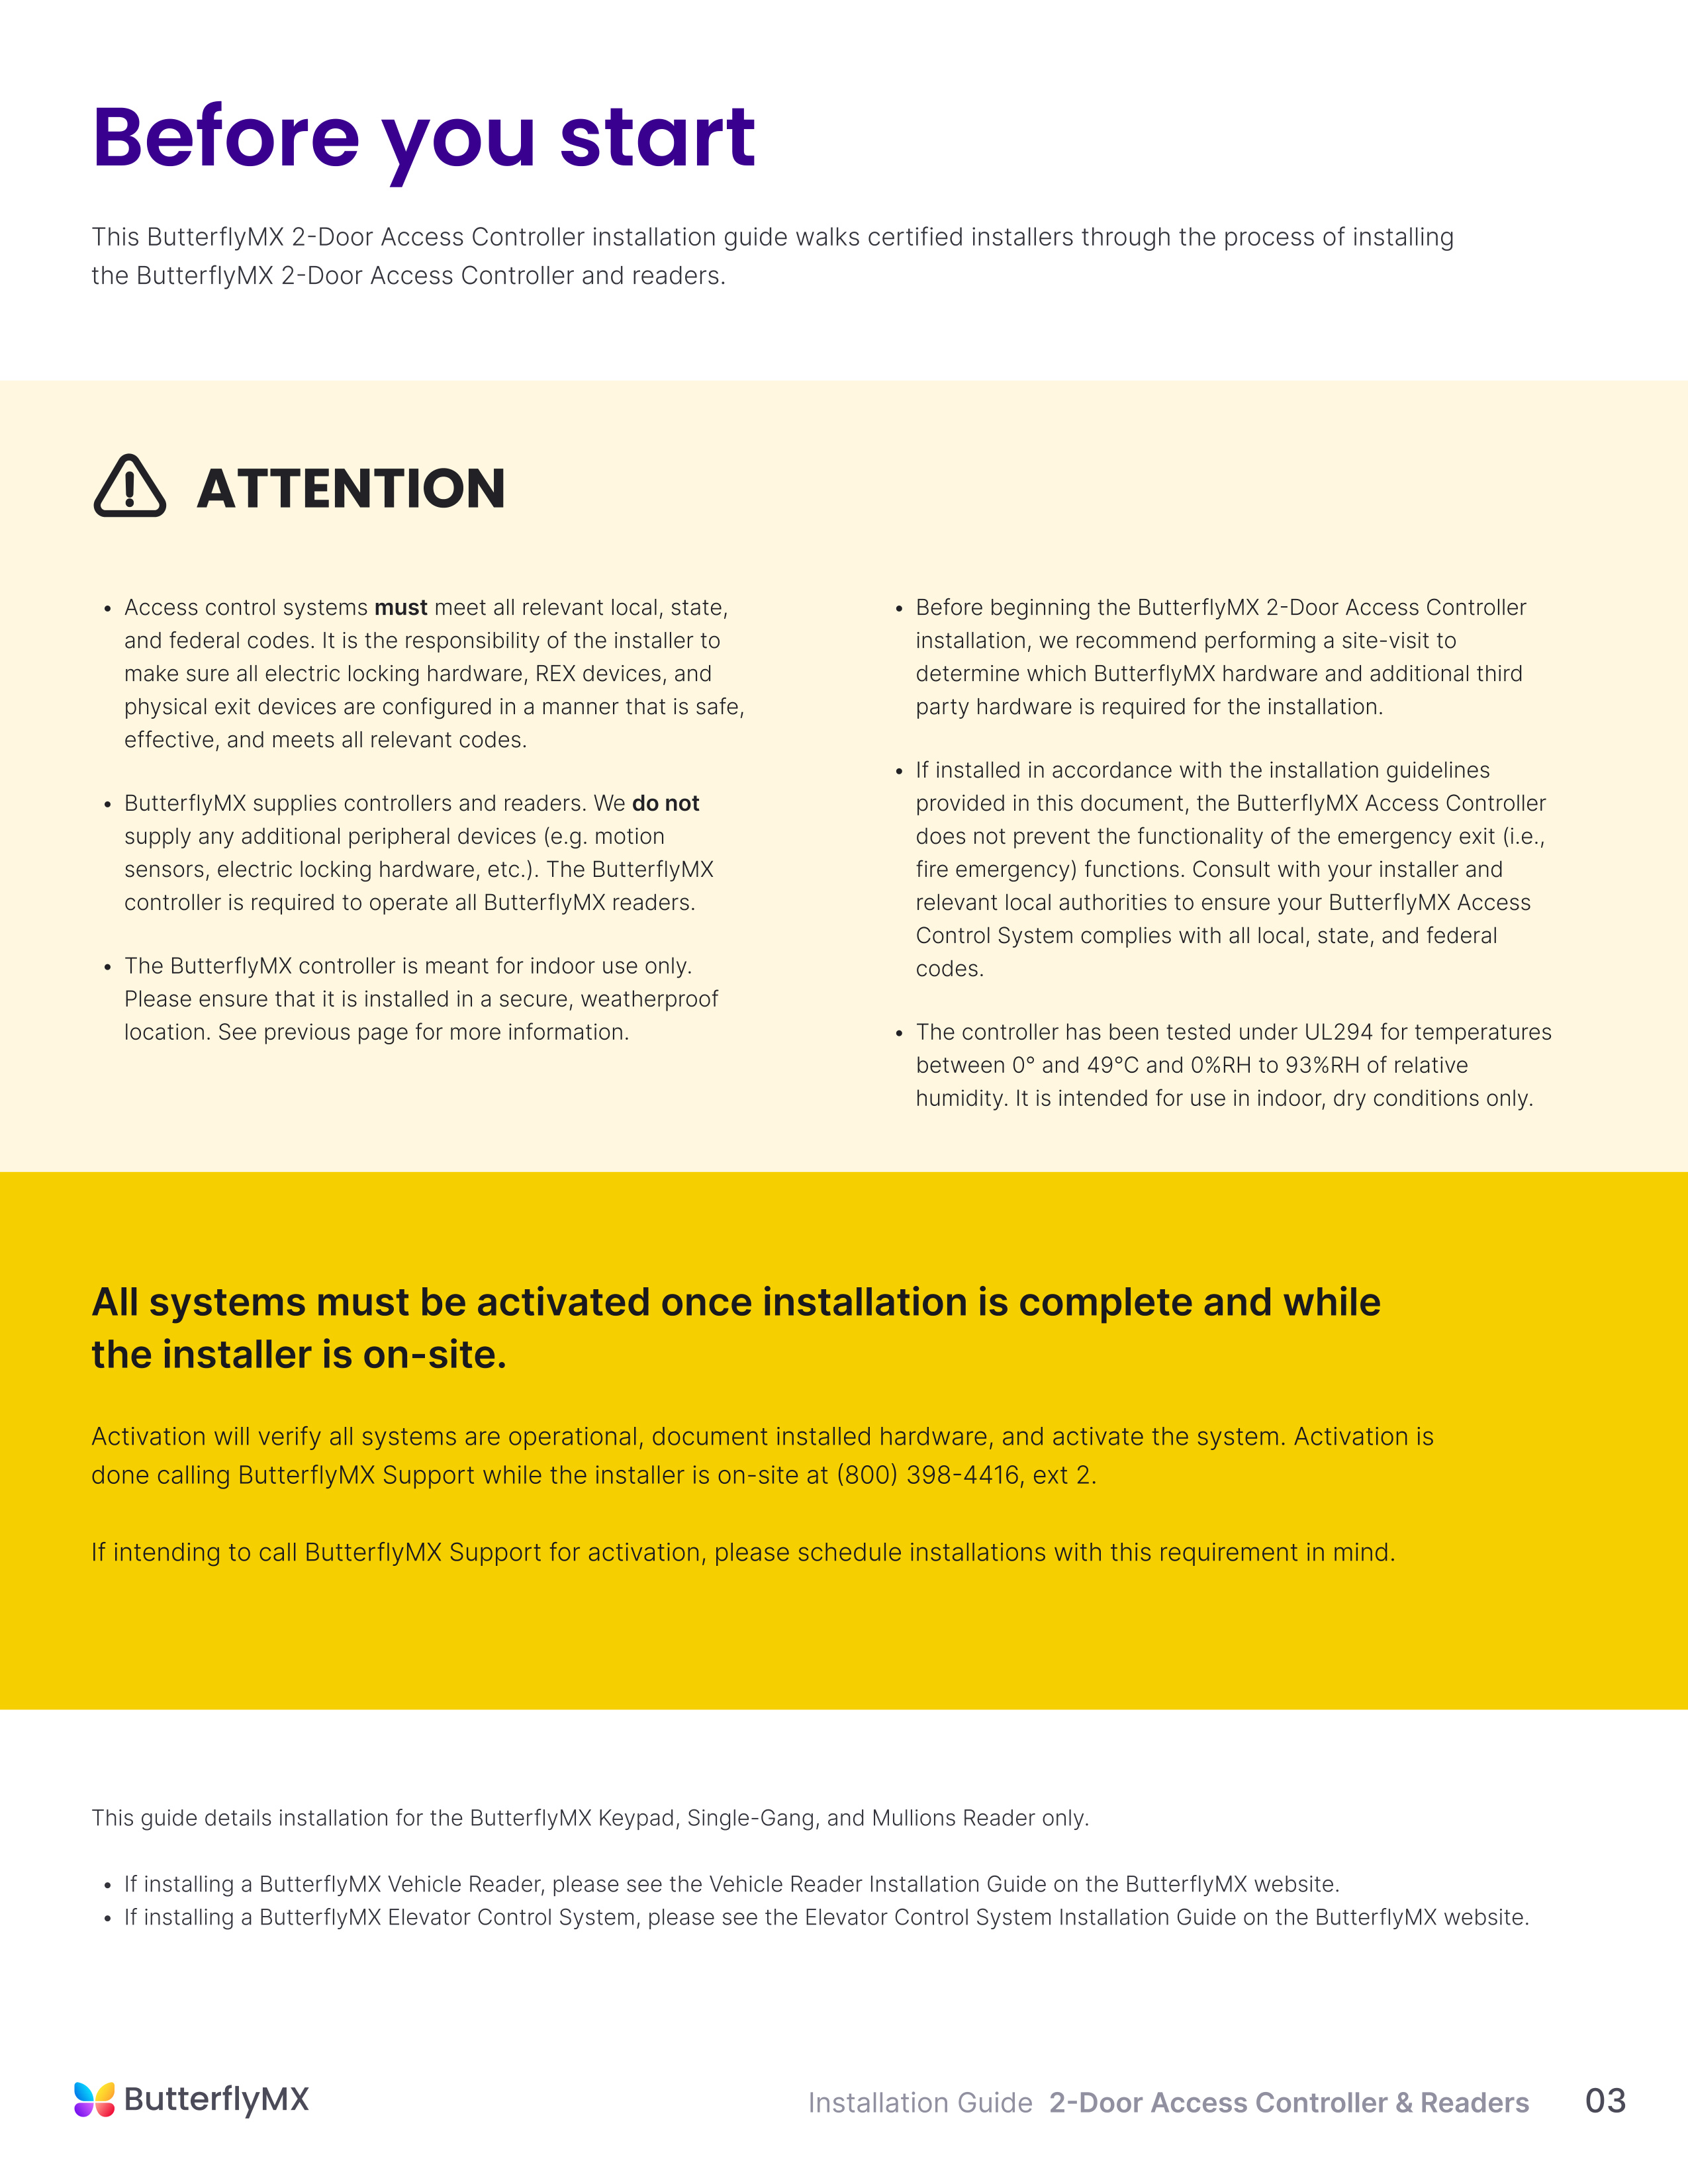 Before you start
This ButterflyMX 2-Door Access Controller installation guide walks certified installers through the process of installing
the ButterflyMX 2-Door Access Controller and readers.
ATTENTION
• Access control systems must meet all relevant local, state,
and federal codes. It is the responsibility of the installer to
make sure all electric locking hardware, REX devices, and
physical exit devices are configured in a manner that is safe,
effective, and meets all relevant codes.
• ButterflyMX supplies controllers and readers. We do not
supply any additional peripheral devices (e.g. motion
sensors, electric locking hardware, etc.). The ButterflyMX
controller is required to operate all ButterflyMX readers.
• The ButterflyMX controller is meant for indoor use only.
Please ensure that it is installed in a secure, weatherproof
location. See previous page for more information.
• Before beginning the ButterflyMX 2-Door Access Controller
installation, we recommend performing a site-visit to
determine which ButterflyMX hardware and additional third
party hardware is required for the installation.
• If installed in accordance with the installation guidelines
provided in this document, the ButterflyMX Access Controller
does not prevent the functionality of the emergency exit (i.e.,
fire emergency) functions. Consult with your installer and
relevant local authorities to ensure your ButterflyMX Access
Control System complies with all local, state, and federal
codes.
• The controller has been tested under UL294 for temperatures
between 0° and 49°C and 0%RH to 93%RH of relative
humidity. It is intended for use in indoor, dry conditions only.
All systems must be activated once installation is complete and while
the installer is on-site.
Activation will verify all systems are operational, document installed hardware, and activate the system. Activation is
done calling ButterflyMX Support while the installer is on-site at (800) 398-4416, ext 2.
If intending to call ButterflyMX Support for activation, please schedule installations with this requirement in mind.
This guide details installation for the ButterflyMX Keypad, Single-Gang, and Mullions Reader only.
• If installing a ButterflyMX Vehicle Reader, please see the Vehicle Reader Installation Guide on the ButterflyMX website.
• If installing a ButterflyMX Elevator Control System, please see the Elevator Control System Installation Guide on the ButterflyMX website.
ButterflyMX
Installation Guide 2-Door Access Controller & Readers 03